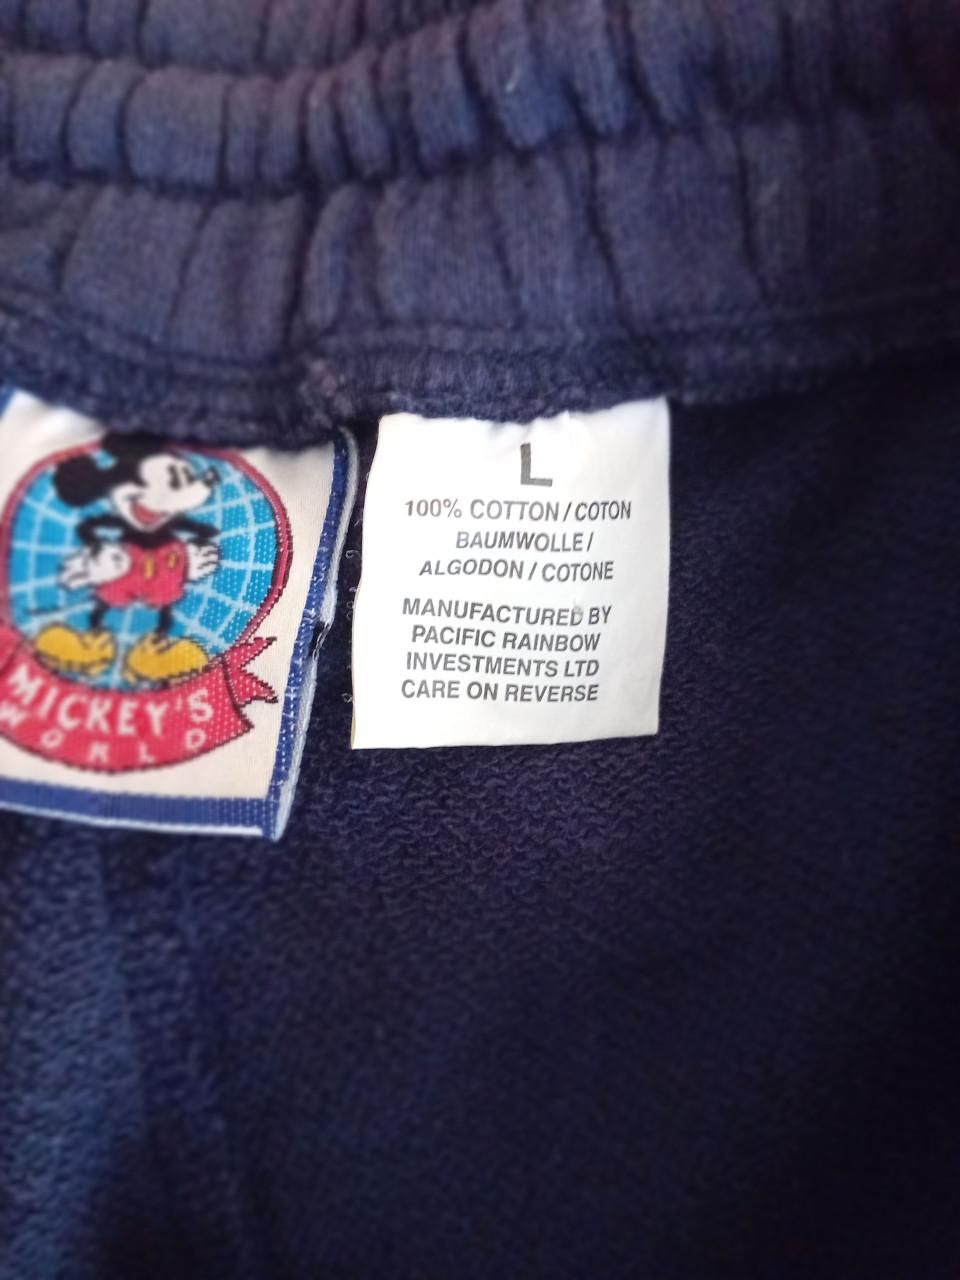 MICKEY'S
WORLD
L
100% COTTON / COTON
BAUMWOLLE /
ALGODON / COTONE
MANUFACTURED BY
PACIFIC RAINBOW
INVESTMENTS LTD
CARE ON REVERSE